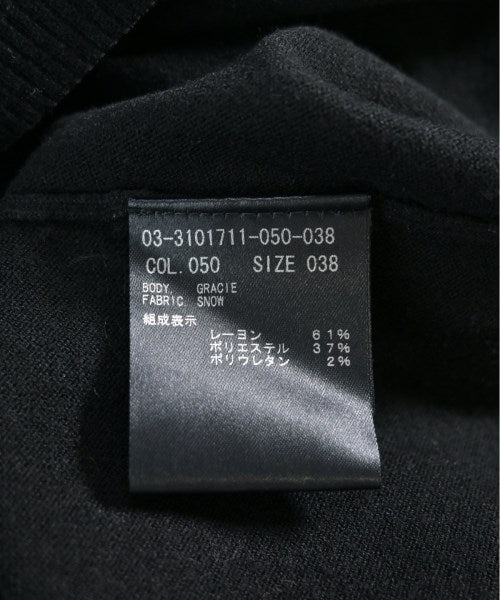 03-3101711-050-038
COL.050 SIZE 038
BODY. GRACIE
FABRIC. SNOW
組成表示
レーヨン 61%
ポリエステル 37%
ポリウレタン 2%